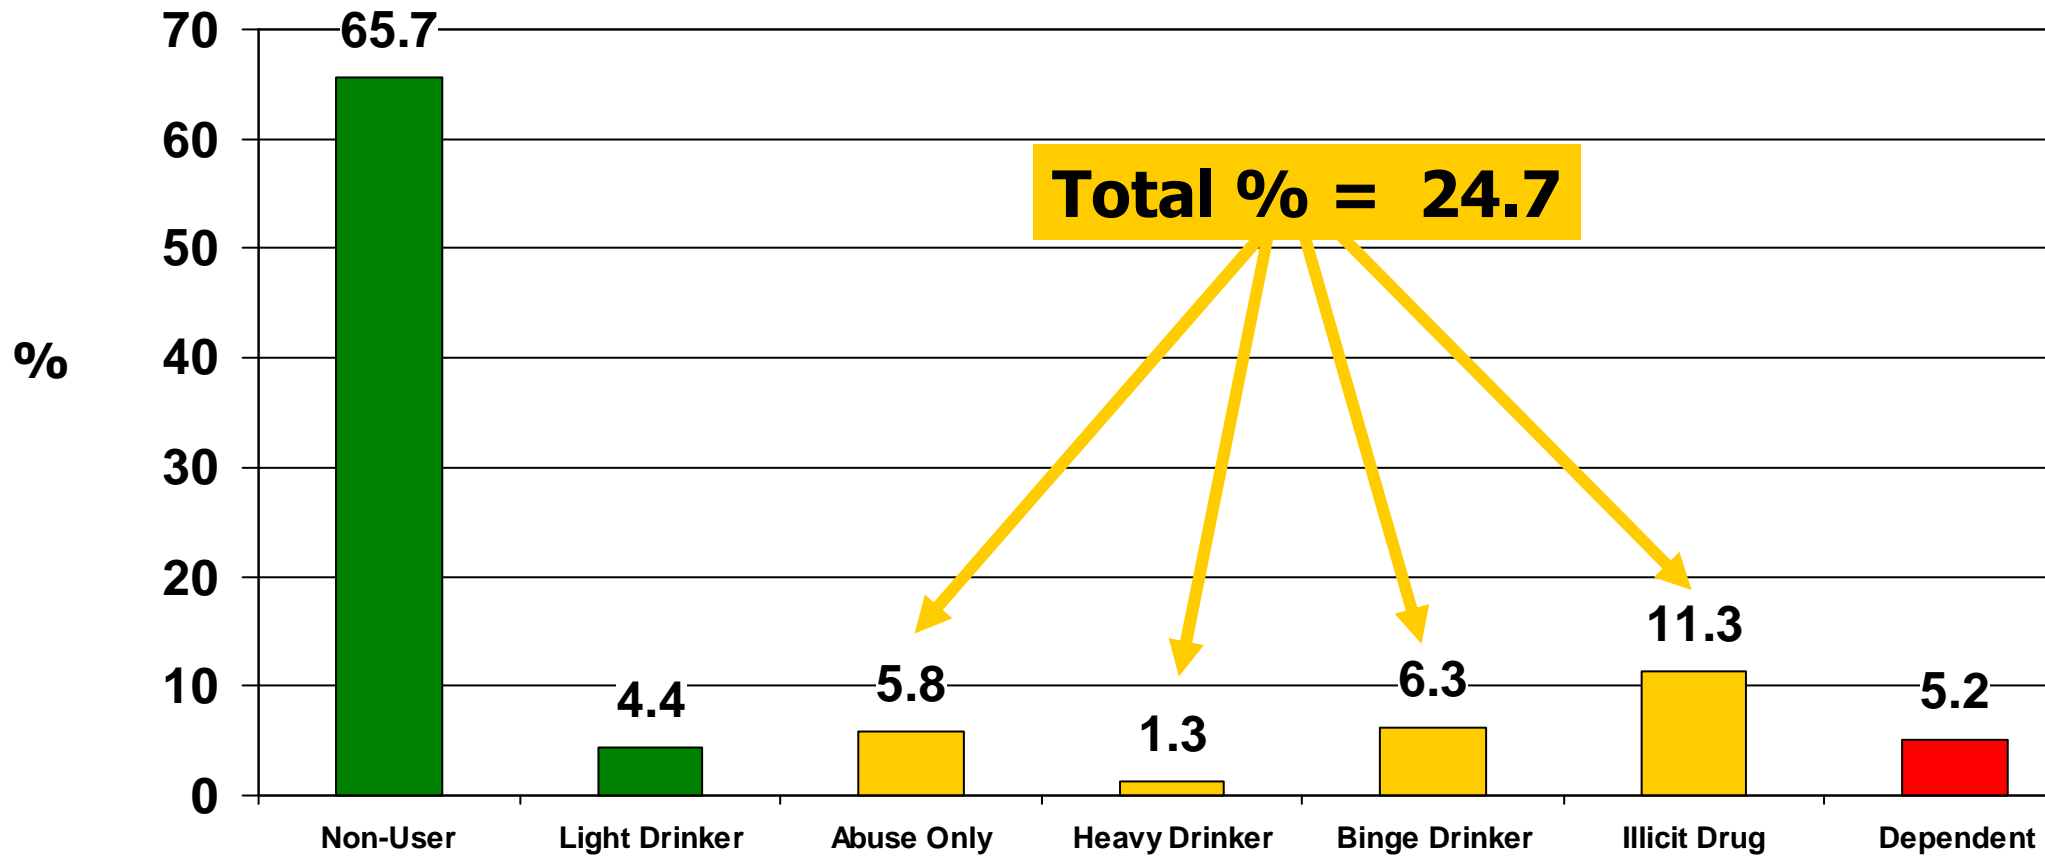 70
65.7
60
Total % = 24.7
50
%
40
30
20
11.3
10
4.4
5.8
1.3
6.3
5.2
0
Non-User
Light Drinker
Abuse Only
Heavy Drinker
Binge Drinker
Illicit Drug
Dependent